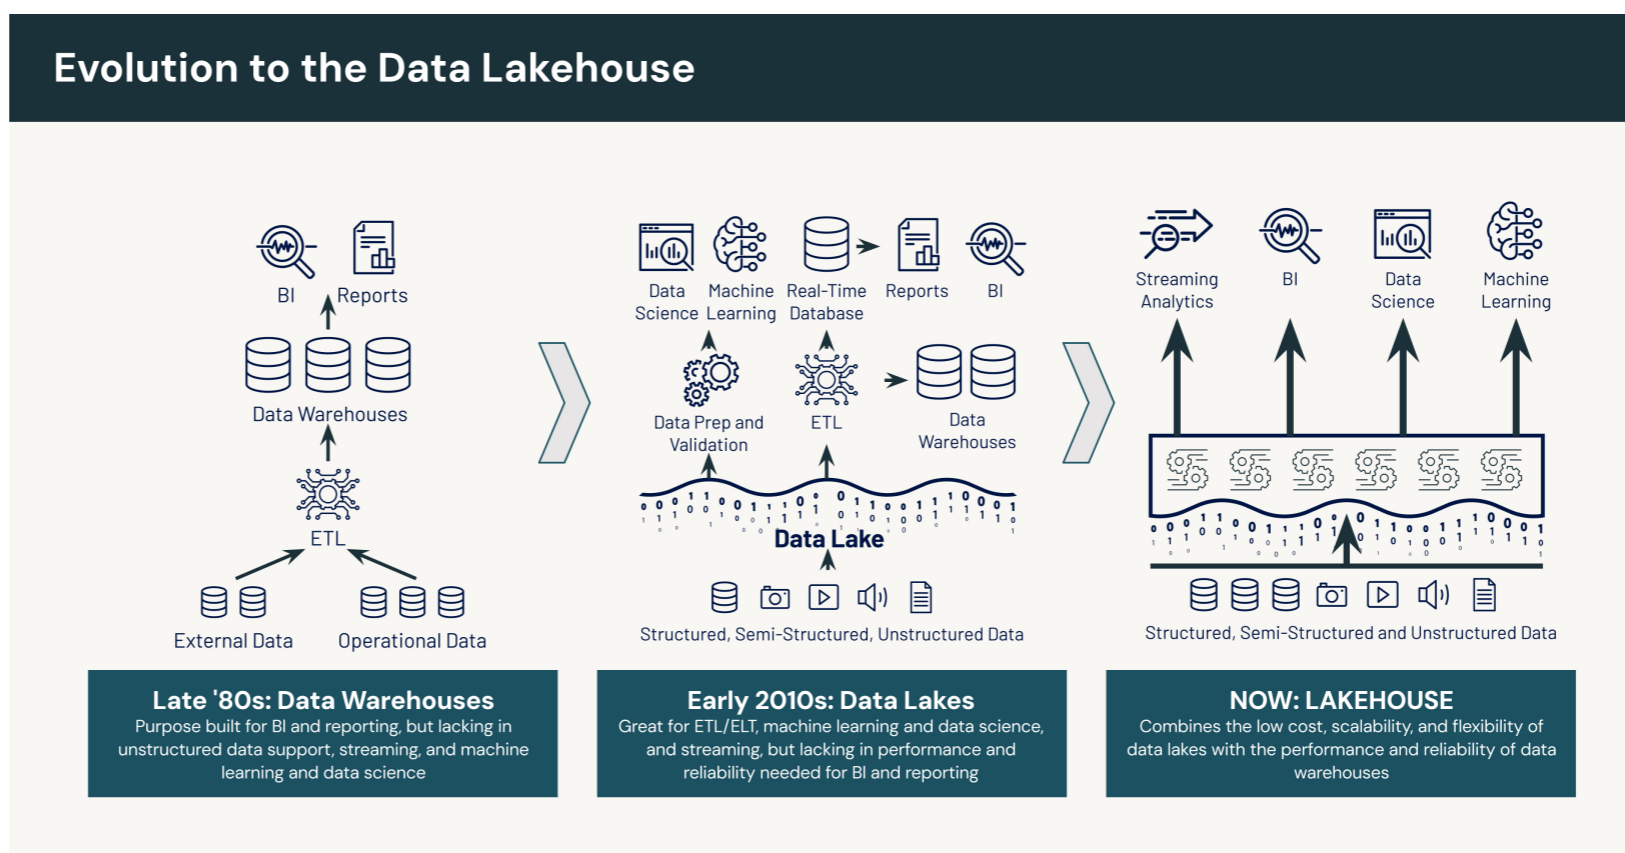 Evolution to the Data Lakehouse
BI
Reports
Data Warehouses
ETL
External Data
Operational Data
Late '80s: Data Warehouses
Purpose built for BI and reporting, but lacking in
unstructured data support, streaming, and machine
learning and data science
Data
Science
Machine
Learning
Real-Time
Database
Reports
BI
Data Prep and
Validation
ETL
Data
Warehouses
Data Lake
Structured, Semi-Structured, Unstructured Data
Early 2010s: Data Lakes
Great for ETL/ELT, machine learning and data science,
and streaming, but lacking in performance and
reliability needed for BI and reporting
Streaming
Analytics
BI
Data
Science
Machine
Learning
Structured, Semi-Structured and Unstructured Data
NOW: LAKEHOUSE
Combines the low cost, scalability, and flexibility of
data lakes with the performance and reliability of data
warehouses